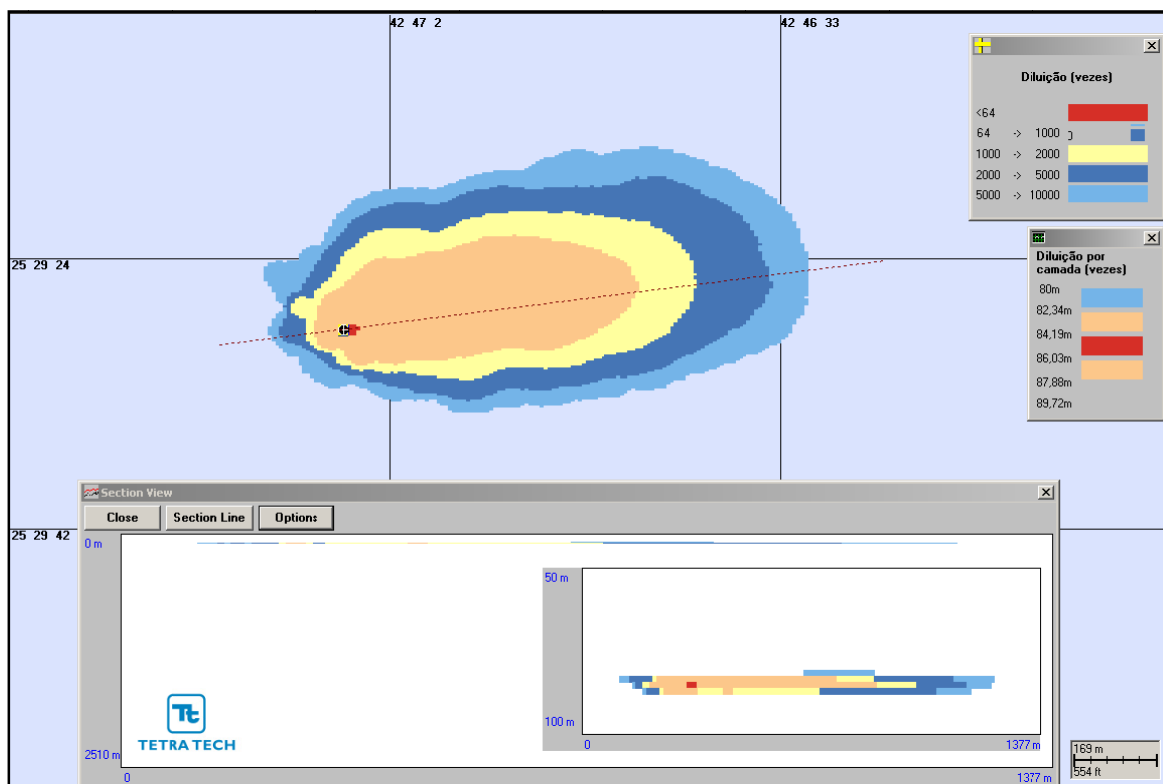 42 47 2
42 46 33
Diluição (vezes)
<64
64 -> 1000
1000 -> 2000
2000 -> 5000
5000 -> 10000
25 29 24
Diluição por
camada (vezes)
80m
82,34m
84,19m
86,03m
87,88m
89,72m
25 29 42
Section View
Close
Section Line
Options
0 m
50 m
100 m
0
1377 m
Tt
TETRA TECH
2510 m
0
1377 m
169 m
554 ft